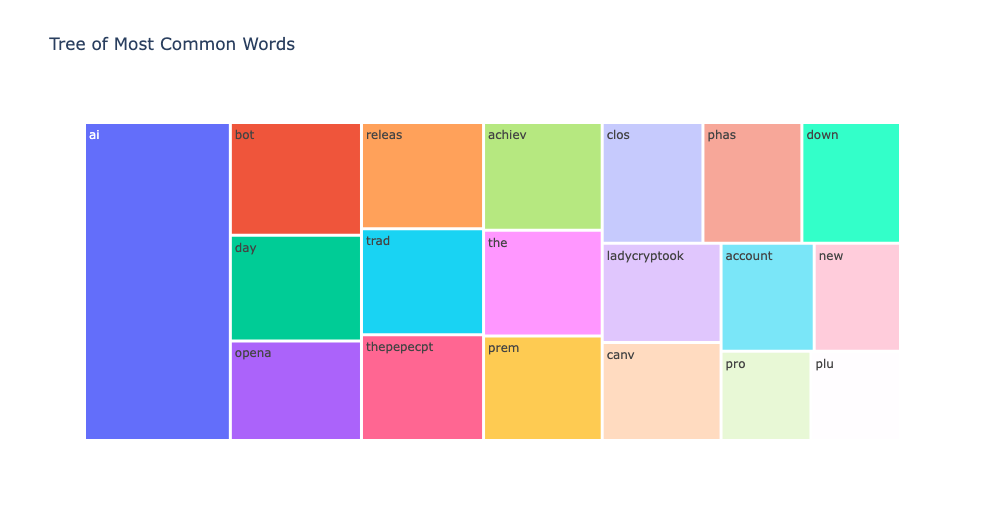 Tree of Most Common Words
ai
bot
day
opena
releas
trad
thepepecpt
achiev
the
prem
clos
phas
down
ladycryptook
account
new
canv
pro
plu